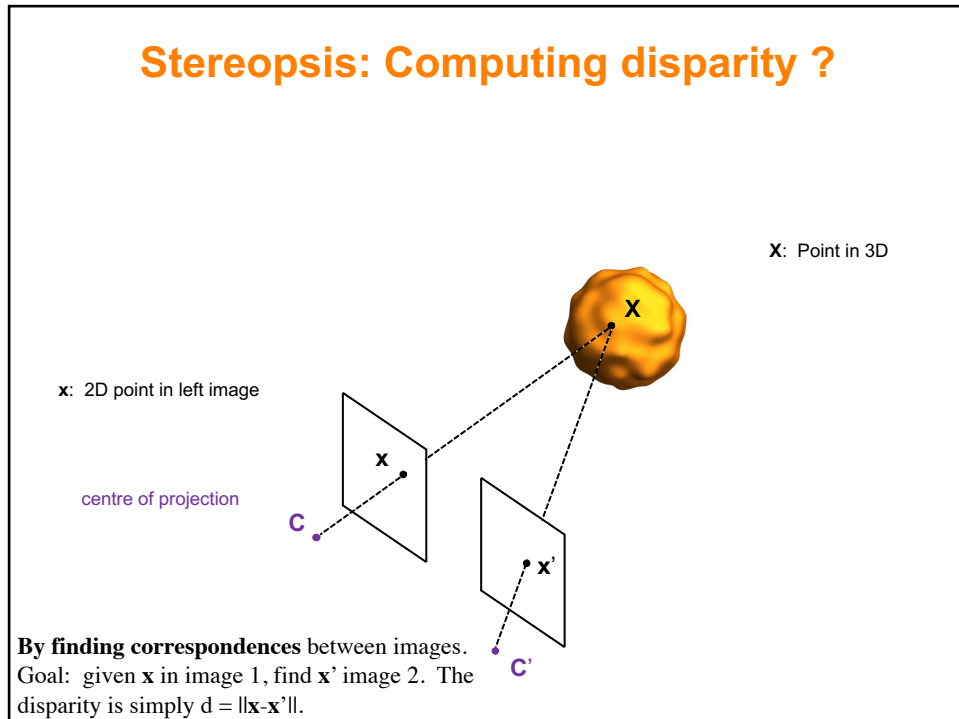 Stereopsis: Computing disparity ?
X: Point in 3D
X
x: 2D point in left image
x
centre of projection
C
x’
C’
By finding correspondences between images.
Goal: given x in image 1, find x’ image 2. The
disparity is simply d = ||x-x’||.